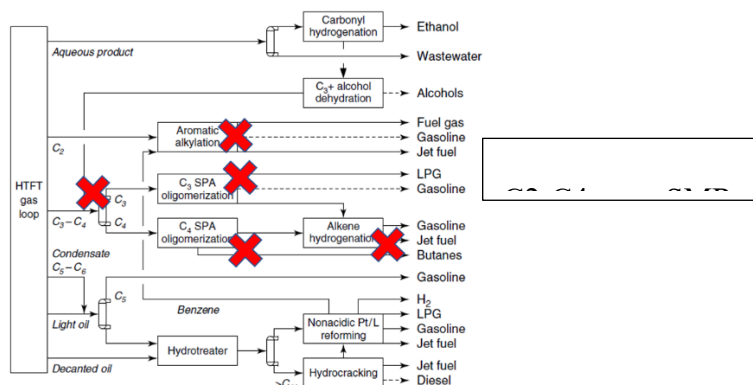 Carbonyl
hydrogenation
Ethanol
Aqueous product
Wastewater
C3+ alcohol
dehydration
Alcohols
Fuel gas
Aromatic
alkylation
Gasoline
C2
Jet fuel
HTFT
gas
loop
C3
C3 SPA
oligomerization
LPG
Gasoline
C3–C4
C4
C4 SPA
oligomerization
Alkene
hydrogenation
Gasoline
Jet fuel
Butanes
Condensate
C5–C6
Gasoline
C5
Benzene
H2
Light oil
Nonacidic Pt/L
reforming
LPG
Gasoline
Jet fuel
Hydrotreater
Decanted oil
Hydrocracking
Jet fuel
Diesel